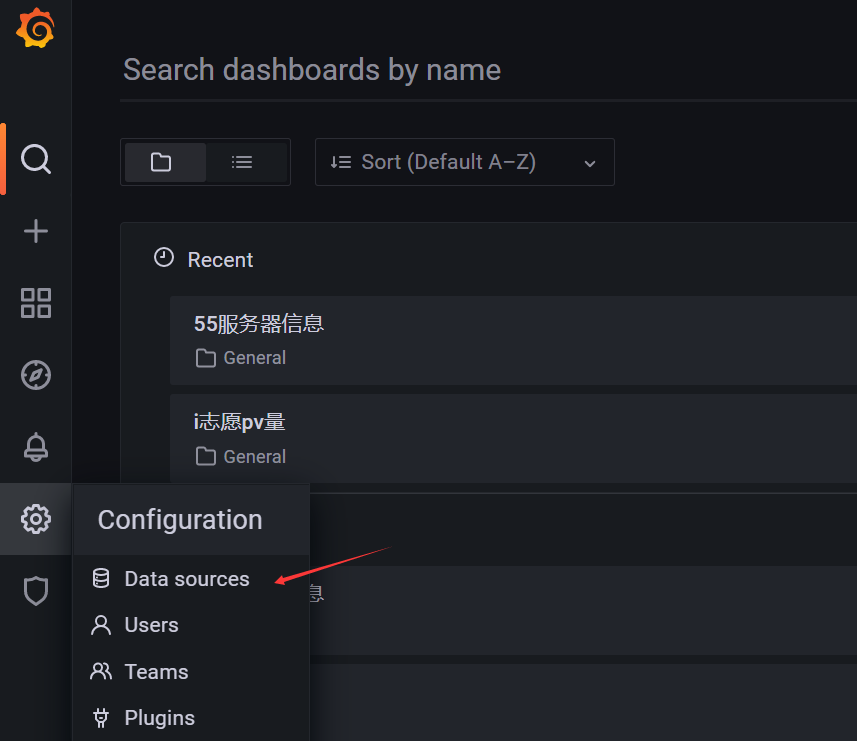 Search dashboards by name
Sort (Default A–Z)
Recent
55服务器信息
General
i志愿pv量
General
Configuration
Data sources
息
Users
Teams
Plugins